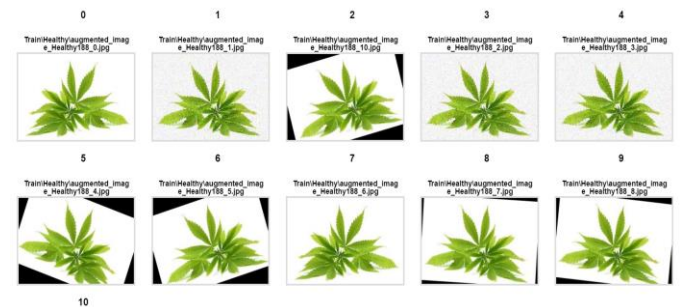 0 1 2 3 4
Train\Healthy\augmented_imag
e_Healthy188_0.jpg
Train\Healthy\augmented_imag
e_Healthy188_1.jpg
Train\Healthy\augmented_imag
e_Healthy188_10.jpg
Train\Healthy\augmented_imag
e_Healthy188_2.jpg
Train\Healthy\augmented_imag
e_Healthy188_3.jpg
5 6 7 8 9
Train\Healthy\augmented_imag
e_Healthy188_4.jpg
Train\Healthy\augmented_imag
e_Healthy188_5.jpg
Train\Healthy\augmented_imag
e_Healthy188_6.jpg
Train\Healthy\augmented_imag
e_Healthy188_7.jpg
Train\Healthy\augmented_imag
e_Healthy188_8.jpg
10